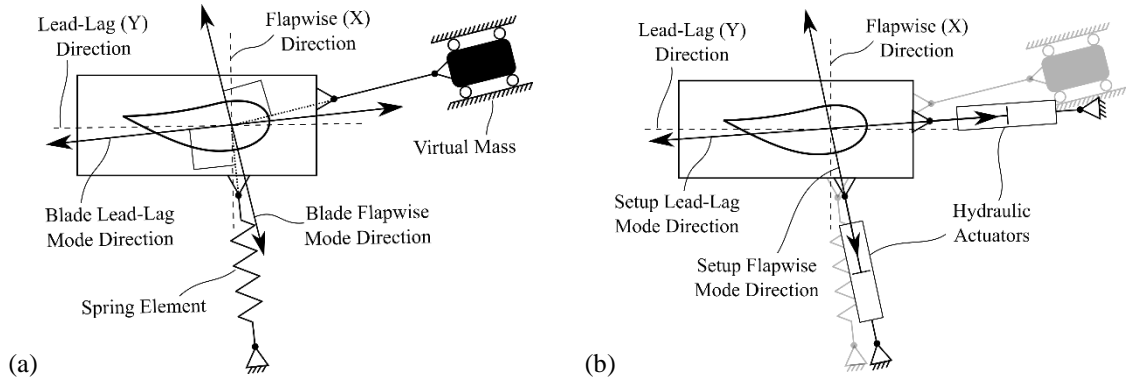 Lead-Lag (Y)
Direction
Flapwise (X)
Direction
Virtual Mass
Blade Lead-Lag
Mode Direction
Blade Flapwise
Mode Direction
Spring Element
(a)
Lead-Lag (Y)
Direction
Flapwise (X)
Direction
Setup Lead-Lag
Mode Direction
Hydraulic
Actuators
Setup Flapwise
Mode Direction
(b)